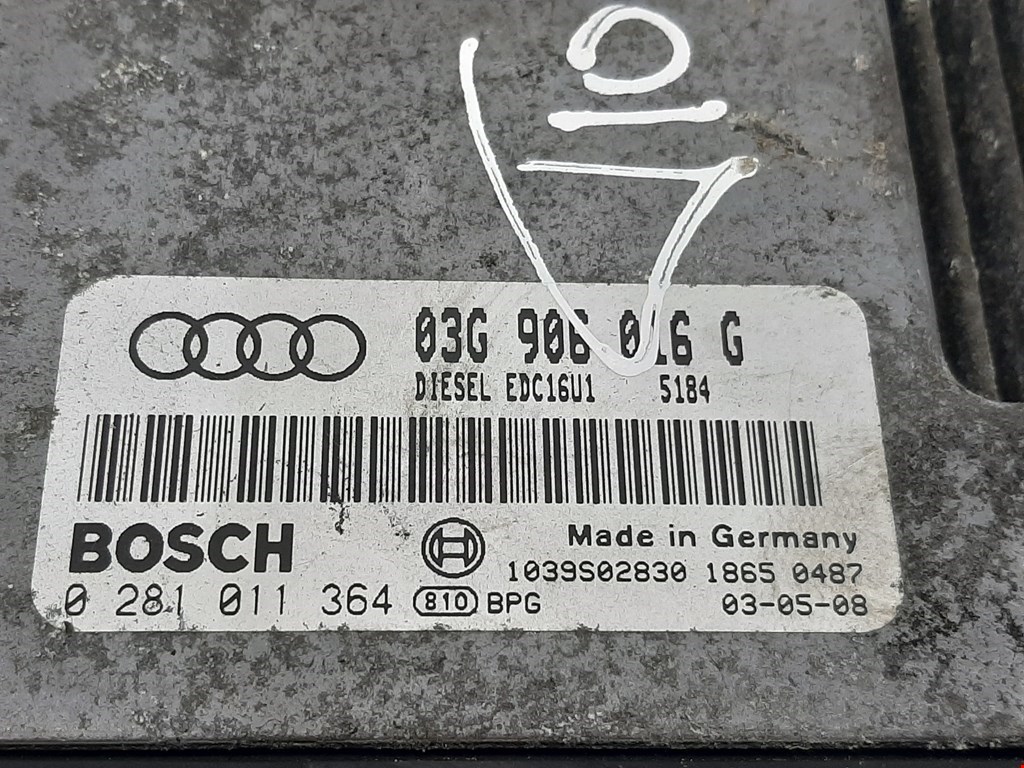 03G 906 016 G
DIESEL EDC16U1 5184
BOSCH
Made in Germany
1039S02830 1865 0487
0 281 011 364 810 BPG
03-05-08